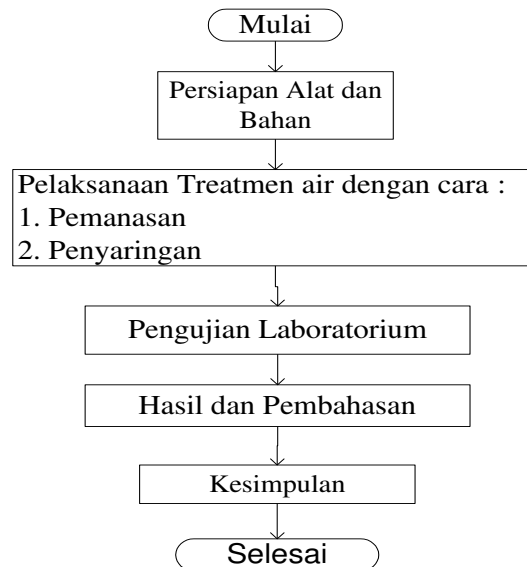 Mulai
Persiapan Alat dan
Bahan
Pelaksanaan Treatmen air dengan cara :
1. Pemanasan
2. Penyaringan
Pengujian Laboratorium
Hasil dan Pembahasan
Kesimpulan
Selesai